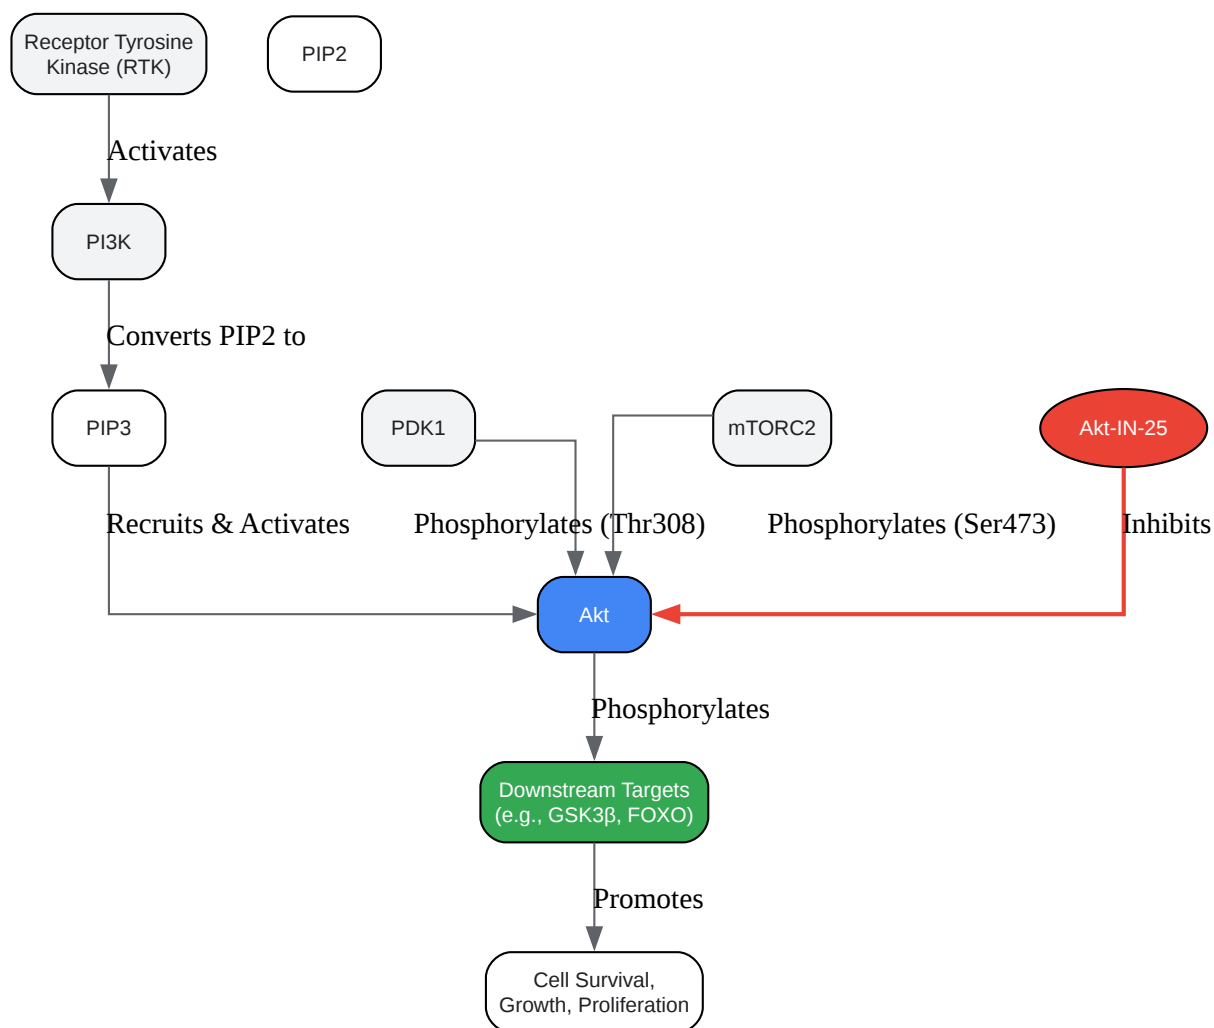 Receptor Tyrosine
Kinase (RTK)
PIP2
Activates
PI3K
Converts PIP2 to
PIP3
PDK1
mTORC2
Akt-IN-25
Recruits & Activates
Phosphorylates (Thr308)
Phosphorylates (Ser473)
Inhibits
Akt
Phosphorylates
Downstream Targets
(e.g., GSK3β, FOXO)
Promotes
Cell Survival,
Growth, Proliferation